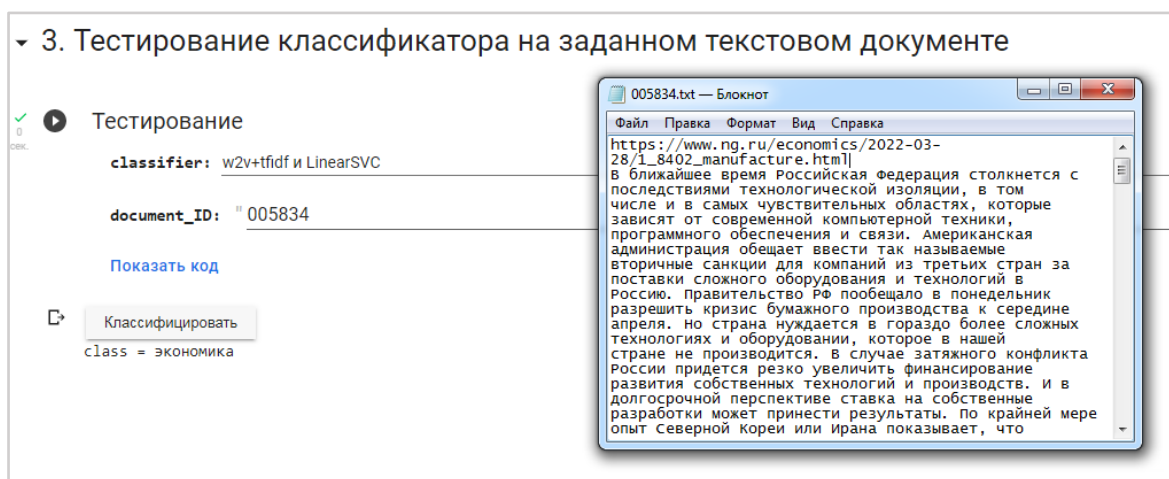 3. Тестирование классификатора на заданном текстовом документе
0
сек.
Тестирование
classifier: w2v+tfidf и LinearSVC
document_ID: " 005834
Показать код
Классифицировать
class = экономика
005834.txt — Блокнот
Файл Правка Формат Вид Справка
https://www.ng.ru/economics/2022-03-
28/1_8402_manufacture.html
В ближайшее время Российская Федерация столкнется с
последствиями технологической изоляции, в том
числе и в самых чувствительных областях, которые
зависят от современной компьютерной техники,
программного обеспечения и связи. Американская
администрация обещает ввести так называемые
вторичные санкции для компаний из третьих стран за
поставки сложного оборудования и технологий в
Россию. Правительство РФ пообещало в понедельник
разрешить кризис бумажного производства к середине
апреля. Но страна нуждается в гораздо более сложных
технологиях и оборудовании, которое в нашей
стране не производится. В случае затяжного конфликта
России придется резко увеличить финансирование
развития собственных технологий и производств. И в
долгосрочной перспективе ставка на собственные
разработки может принести результаты. По крайней мере
опыт Северной Кореи или Ирана показывает, что